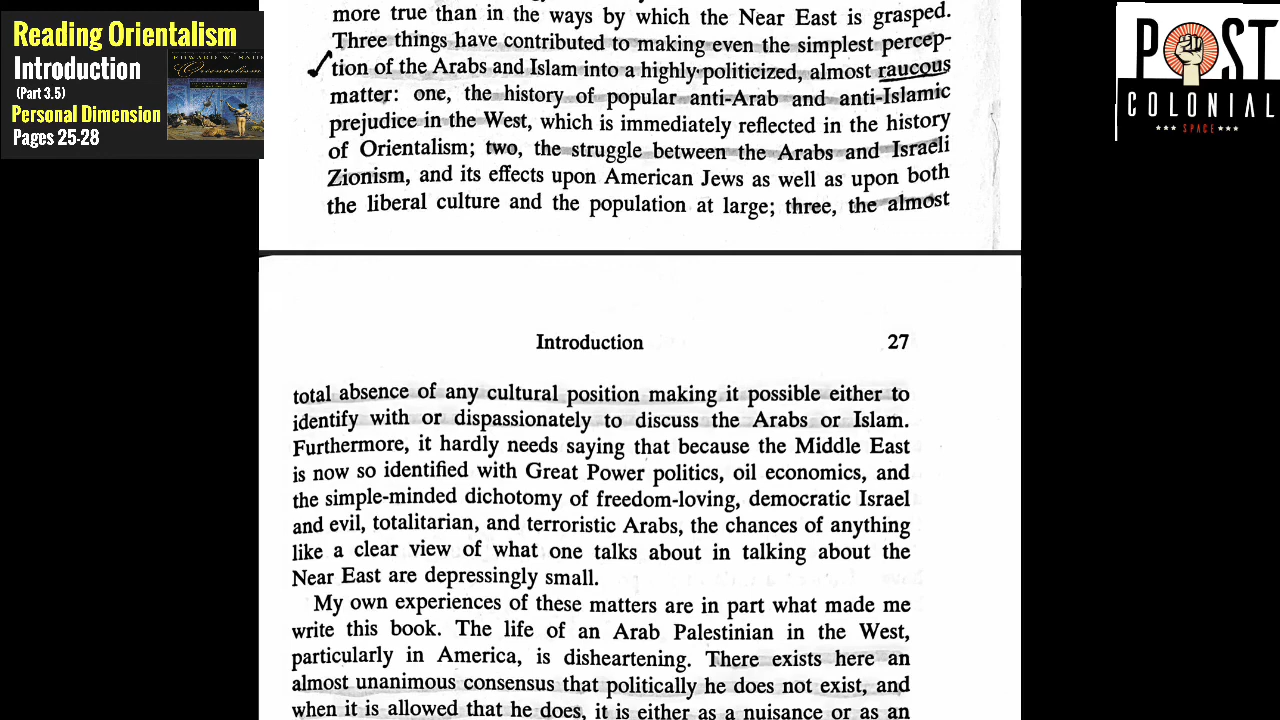 Reading Orientalism
Introduction
(Part 3.5)
Personal Dimension
Pages 25-28
EDWARD W. SAID
Orientalism
POST
COLONIAL
*** SPACE ***
more true than in the ways by which the Near East is grasped.
Three things have contributed to making even the simplest percep-
tion of the Arabs and Islam into a highly politicized, almost raucous
matter: one, the history of popular anti-Arab and anti-Islamic
prejudice in the West, which is immediately reflected in the history
of Orientalism; two, the struggle between the Arabs and Israeli
Zionism, and its effects upon American Jews as well as upon both
the liberal culture and the population at large; three, the almost
Introduction 27
total absence of any cultural position making it possible either to
identify with or dispassionately to discuss the Arabs or Islam.
Furthermore, it hardly needs saying that because the Middle East
is now so identified with Great Power politics, oil economics, and
the simple-minded dichotomy of freedom-loving, democratic Israel
and evil, totalitarian, and terroristic Arabs, the chances of anything
like a clear view of what one talks about in talking about the
Near East are depressingly small.
My own experiences of these matters are in part what made me
write this book. The life of an Arab Palestinian in the West,
particularly in America, is disheartening. There exists here an
almost unanimous consensus that politically he does not exist, and
when it is allowed that he does, it is either as a nuisance or as an